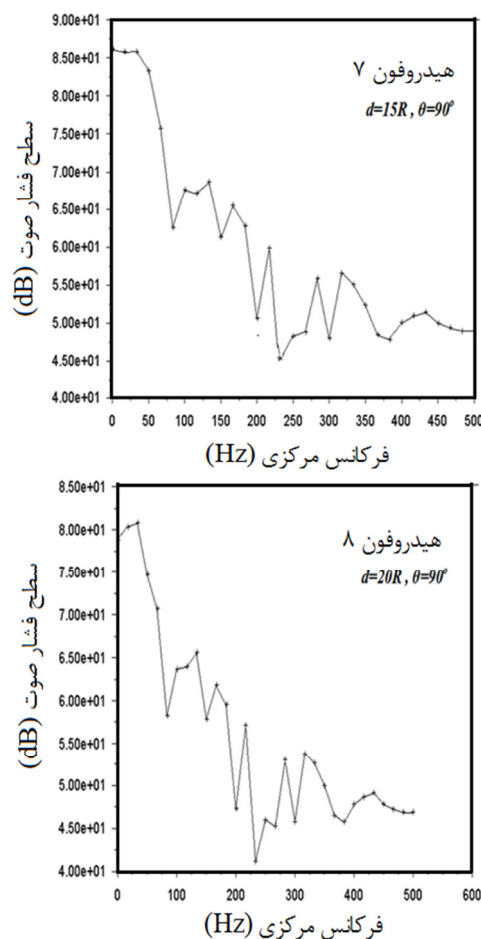 9.00e+01
8.50e+01
8.00e+01
7.50e+01
7.00e+01
6.50e+01
6.00e+01
5.50e+01
5.00e+01
4.50e+01
4.00e+01
سطح فشار صوت (dB)
هیدروفون ۷
d=15R , θ=90°
0 50 100 150 200 250 300 350 400 450 500
فرکانس مرکزی (Hz)
8.50e+01
8.00e+01
7.50e+01
7.00e+01
6.50e+01
6.00e+01
5.50e+01
5.00e+01
4.50e+01
4.00e+01
سطح فشار صوت (dB)
هیدروفون ۸
d=20R , θ=90°
0 100 200 300 400 500 600
فرکانس مرکزی (Hz)